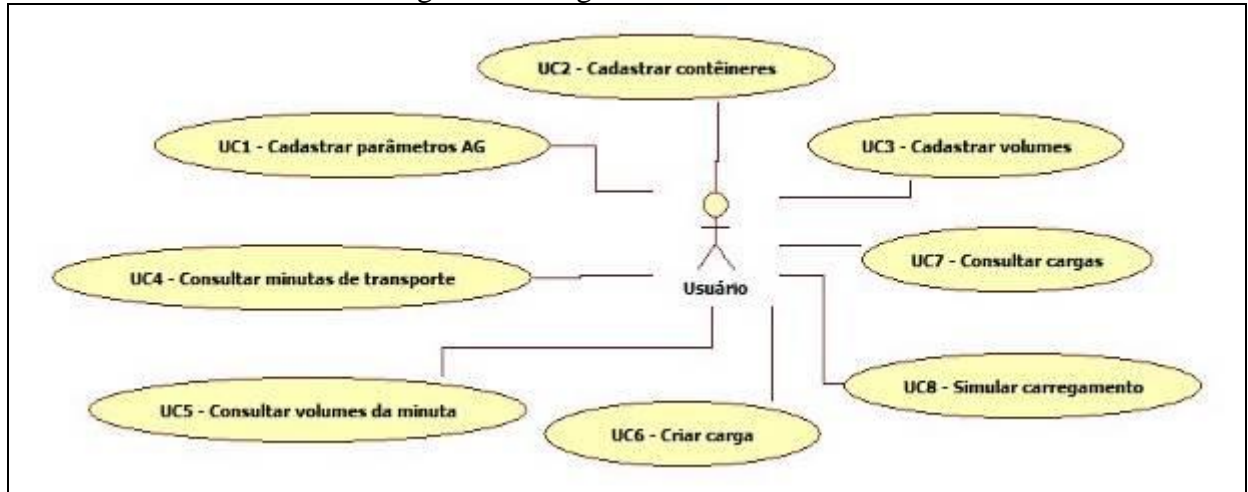 UC2 - Cadastrar contêineres
UC1 - Cadastrar parâmetros AG
UC3 - Cadastrar volumes
UC4 - Consultar minutas de transporte
UC7 - Consultar cargas
Usuário
UC5 - Consultar volumes da minuta
UC8 - Simular carregamento
UC6 - Criar carga